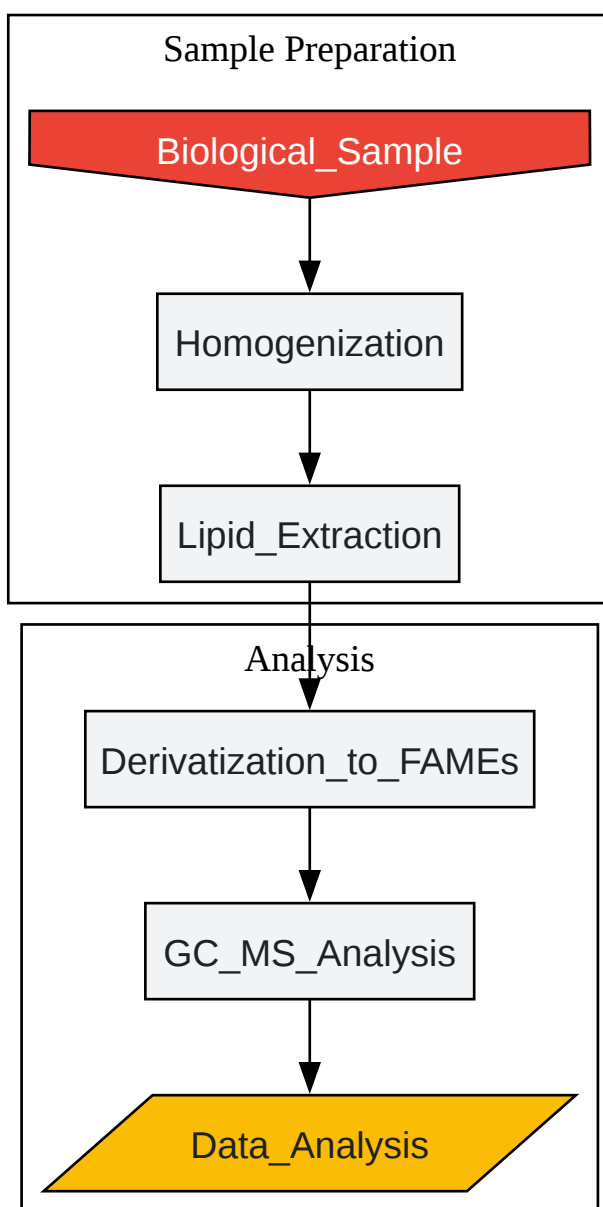 Sample Preparation
Biological_Sample
Homogenization
Lipid_Extraction
Analysis
Derivatization_to_FAMEs
GC_MS_Analysis
Data_Analysis